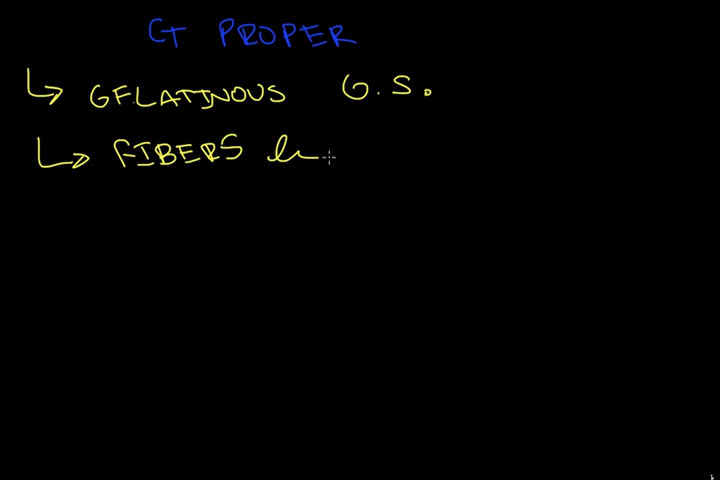 CT PROPER
↳ GELATINOUS G.S.
↳ FIBERS